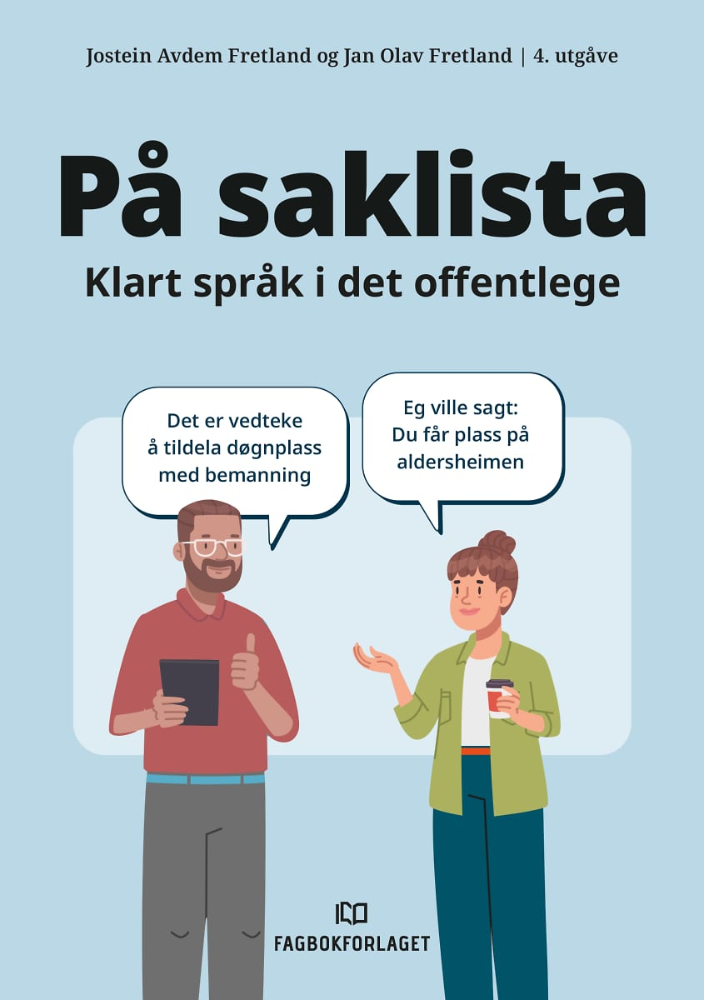 Jostein Avdem Fretland og Jan Olav Fretland | 4. utgåve
På saklista
Klart språk i det offentlege
Det er vedteke
å tildela døgnplass
med bemanning
Eg ville sagt:
Du får plass på
aldersheimen
FAGBOKFORLAGET